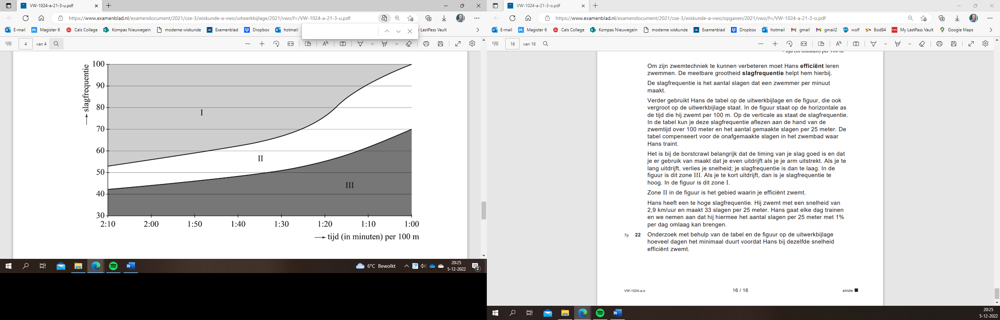 VW-1024-a-21-3-u.pdf
https://www.examenblad.nl/examendocument/2021/cse-3/wiskunde-a-vwo/uitwerkbijlage/2021/vwo/f=/VW-1024-a-21-3-u.pdf
E-mail Magister 6 Cals College Kompas Nieuwegein moderne wiskunde Examenblad Dropbox hotmail LastPass Vault
4 van 4
slagfrequentie
100
90
80
70
60
50
40
30
I
II
III
2:10 2:00 1:50 1:40 1:30 1:20 1:10 1:00
tijd (in minuten) per 100 m
6°C Bewolkt
20:25
5-12-2022
2
VW-1024-a-21-3-o.pdf
https://www.examenblad.nl/examendocument/2021/cse-3/wiskunde-a-vwo/opgaven/2021/vwo/f=/VW-1024-a-21-3-o.pdf
E-mail Magister 6 Cals College Kompas Nieuwegein moderne wiskunde Examenblad Dropbox hotmail gmail gmail2 wolf Bod84 My LastPass Vault Google Maps
16 van 16
tijd (in minuten) per 100 m
Om zijn zwemtechniek te kunnen verbeteren moet Hans efficiënt leren
zwemmen. De meetbare grootheid slagfrequentie helpt hem hierbij.
De slagfrequentie is het aantal slagen dat een zwemmer per minuut
maakt.
Verder gebruikt Hans de tabel op de uitwerkbijlage en de figuur, die ook
vergroot op de uitwerkbijlage staat. In de figuur staat op de horizontale as
de tijd die hij zwemt per 100 m. Op de verticale as staat de slagfrequentie.
In de tabel kun je deze slagfrequentie aflezen aan de hand van de
zwemtijd over 100 meter en het aantal gemaakte slagen per 25 meter. De
tabel compenseert voor de onafgemaakte slagen in het zwembad waar
Hans traint.
Het is bij de borstcrawl belangrijk dat de timing van je slag goed is en dat
je er gebruik van maakt dat je even uitdrijft als je je arm uitstrekt. Als je te
lang uitdrijft, verlies je snelheid; je slagfrequentie is dan te laag. In de
figuur is dit zone III. Als je te kort uitdrijft, dan is je slagfrequentie te
hoog. In de figuur is dit zone I.
Zone II in de figuur is het gebied waarin je efficiënt zwemt.
Hans heeft een te hoge slagfrequentie. Hij zwemt met een snelheid van
2,9 km/uur en maakt 33 slagen per 25 meter. Hans gaat elke dag trainen
en we nemen aan dat hij hiermee het aantal slagen per 25 meter met 1%
per dag omlaag kan brengen.
7p 22 Onderzoek met behulp van de tabel en de figuur op de uitwerkbijlage
hoeveel dagen het minimaal duurt voordat Hans bij dezelfde snelheid
efficiënt zwemt.
VW-1024-a-o 16 / 16 einde
20:25
5-12-2022